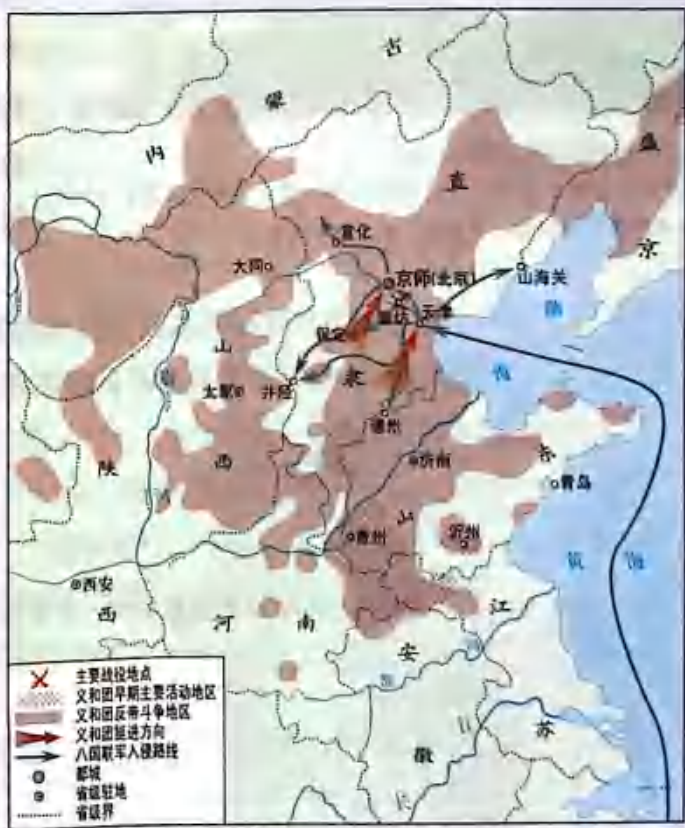 内 蒙 古
直
盛
京
宣化
大同
京师(北京)
山海关
廊坊
天津
保定
渤
海
山
隶
太原
井陉
德州
陕
西
沂南
东
青岛
山
曹州
沂州
黄 海
西安
西
河 南
江
安
淮
河
徽
苏
长
江
主要战役地点
义和团早期主要活动地区
义和团反帝斗争地区
义和团挺进方向
八国联军入侵路线
都城
省级驻地
省级界